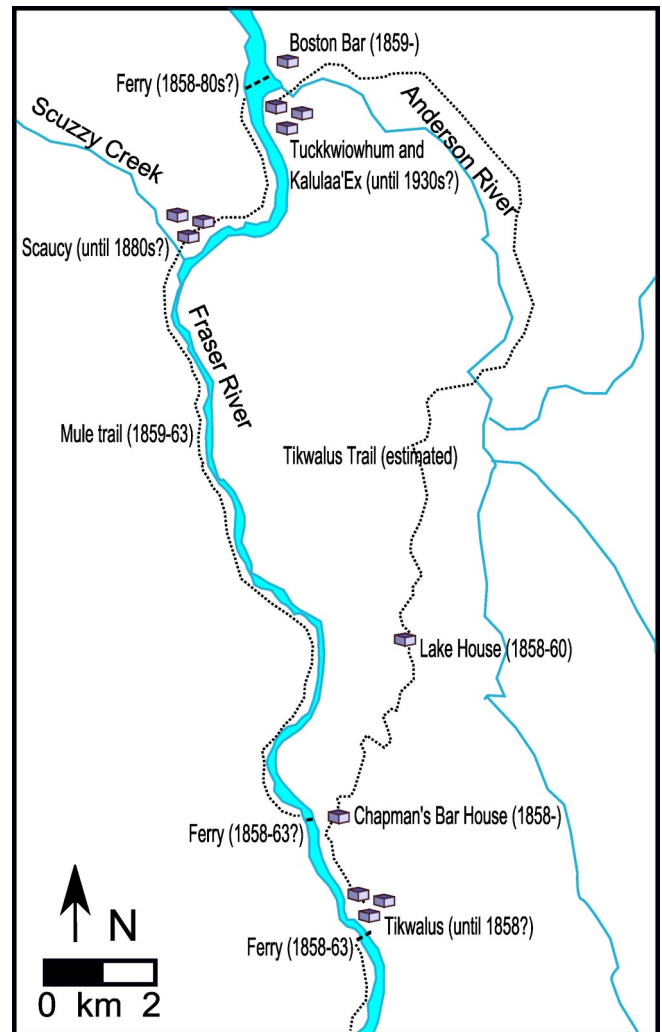 Boston Bar (1859-)
Ferry (1858-80s?)
Scuzzy Creek
Anderson River
Tuckkwiowhum and
Kalulaa'Ex (until 1930s?)
Scaucy (until 1880s?)
Fraser River
Mule trail (1859-63)
Tikwalus Trail (estimated)
Lake House (1858-60)
Chapman's Bar House (1858-)
Ferry (1858-63?)
Tikwalus (until 1858?)
Ferry (1858-63)
N
0 km 2